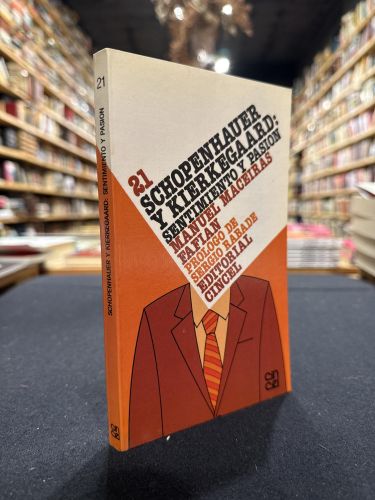 21
SCHOPENHAUER Y KIERKEGAARD: SENTIMIENTO Y PASION
21
SCHOPENHAUER
Y KIERKEGAARD:
SENTIMIENTO Y PASION
MANUEL MACEIRAS
FAFIAN
PROLOGO DE
SERGIO RABADE
EDITORIAL
CINCEL